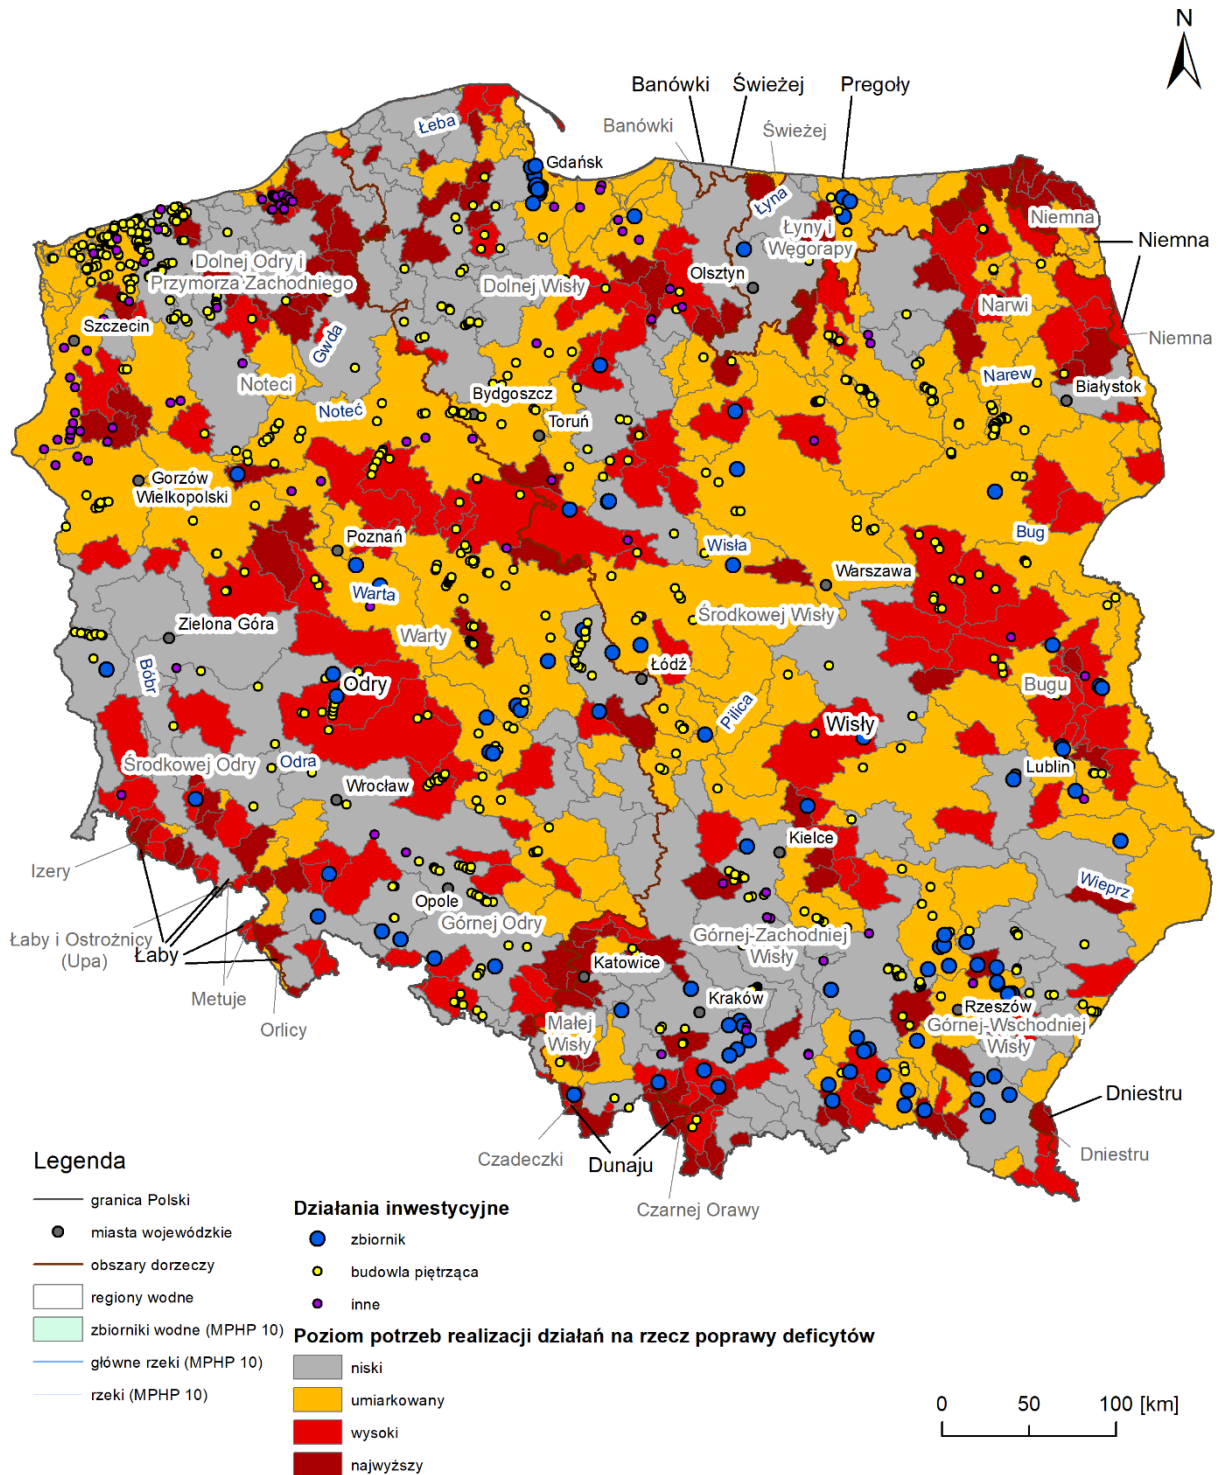 N
Banówki
Świeżej
Pregoły
Banówki
Świeżej
Łeba
Gdańsk
Łyna
Łyny i
Węgorapy
Niemna
Niemna
Dolnej Odry i
Przymorza Zachodniego
Dolnej Wisły
Olsztyn
Narwi
Szczecin
Gwda
Niemna
Noteci
Narew
Białystok
Bydgoszcz
Noteć
Toruń
Gorzów
Wielkopolski
Poznań
Wisła
Bug
Warszawa
Warta
Środkowej Wisły
Zielona Góra
Warty
Łódź
Bóbr
Odry
Bugu
Pilica
Wisły
Środkowej Odry
Odra
Lublin
Wrocław
Kielce
Izery
Wieprz
Opole
Górnej Odry
Górnej-Zachodniej
Wisły
Łaby i Ostrożnicy
(Upa)
Łaby
Katowice
Metuje
Kraków
Rzeszów
Orlicy
Małej
Wisły
Górnej-Wschodniej
Wisły
Dniestru
Czadeczki
Dunaju
Dniestru
Czarnej Orawy
Legenda
granica Polski
miasta wojewódzkie
obszary dorzeczy
regiony wodne
zbiorniki wodne (MPHP 10)
główne rzeki (MPHP 10)
rzeki (MPHP 10)
Działania inwestycyjne
zbiornik
budowla piętrząca
inne
Poziom potrzeb realizacji działań na rzecz poprawy deficytów
niski
umiarkowany
wysoki
najwyższy
0 50 100 [km]